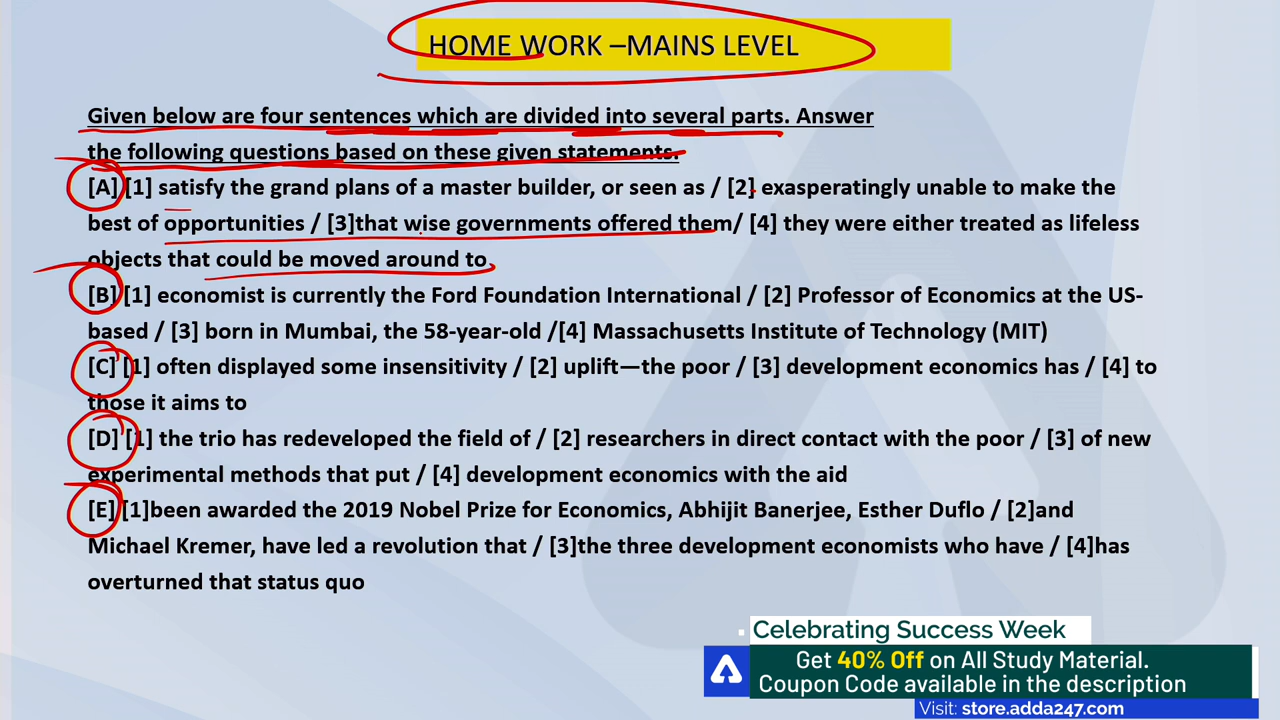 HOME WORK –MAINS LEVEL
Given below are four sentences which are divided into several parts. Answer
the following questions based on these given statements.
[A] [1] satisfy the grand plans of a master builder, or seen as / [2] exasperatingly unable to make the
best of opportunities / [3]that wise governments offered them/ [4] they were either treated as lifeless
objects that could be moved around to.
[B] [1] economist is currently the Ford Foundation International / [2] Professor of Economics at the US-
based / [3] born in Mumbai, the 58-year-old /[4] Massachusetts Institute of Technology (MIT)
[C] [1] often displayed some insensitivity / [2] uplift—the poor / [3] development economics has / [4] to
those it aims to
[D] [1] the trio has redeveloped the field of / [2] researchers in direct contact with the poor / [3] of new
experimental methods that put / [4] development economics with the aid
[E] [1]been awarded the 2019 Nobel Prize for Economics, Abhijit Banerjee, Esther Duflo / [2]and
Michael Kremer, have led a revolution that / [3]the three development economists who have / [4]has
overturned that status quo
Celebrating Success Week
Get 40% Off on All Study Material.
Coupon Code available in the description
Visit: store.adda247.com